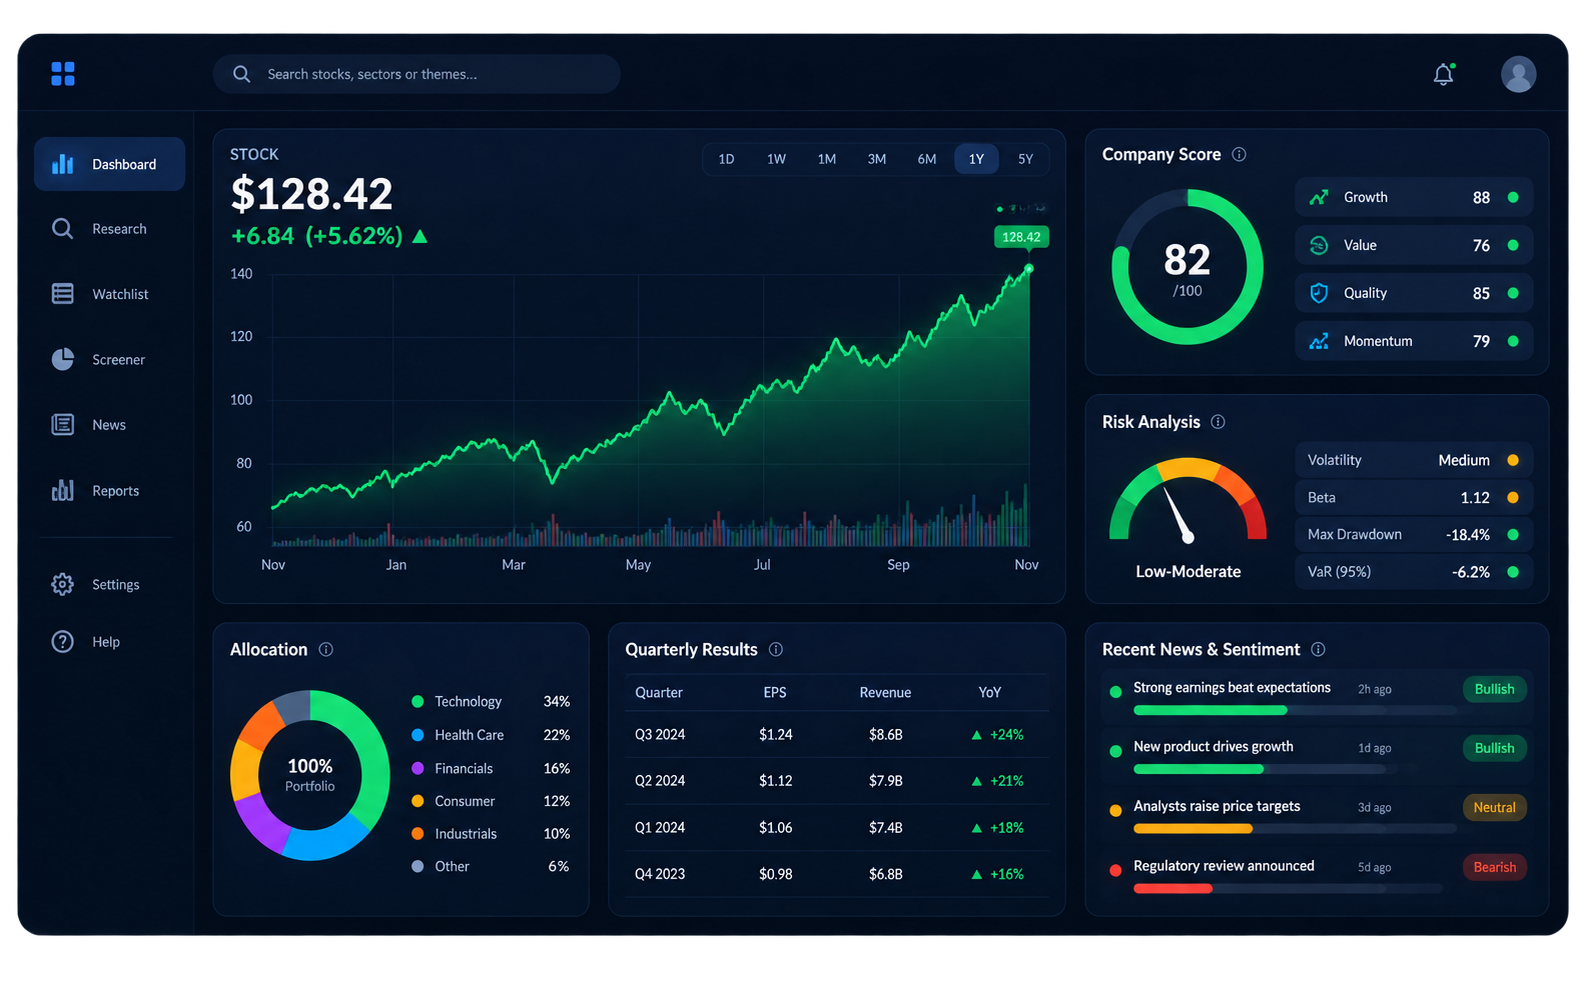 Search stocks, sectors or themes...
Dashboard
Research
Watchlist
Screener
News
Reports
Settings
Help
STOCK
$128.42
+6.84 (+5.62%) ▲
1D 1W 1M 3M 6M 1Y 5Y
128.42
140
120
100
80
60
Nov Jan Mar May Jul Sep Nov
Company Score
82
/100
Growth 88
Value 76
Quality 85
Momentum 79
Risk Analysis
Low-Moderate
Volatility Medium
Beta 1.12
Max Drawdown -18.4%
VaR (95%) -6.2%
Allocation
100%
Portfolio
Technology 34%
Health Care 22%
Financials 16%
Consumer 12%
Industrials 10%
Other 6%
Quarterly Results
Quarter EPS Revenue YoY
Q3 2024 $1.24 $8.6B ▲ +24%
Q2 2024 $1.12 $7.9B ▲ +21%
Q1 2024 $1.06 $7.4B ▲ +18%
Q4 2023 $0.98 $6.8B ▲ +16%
Recent News & Sentiment
Strong earnings beat expectations 2h ago Bullish
New product drives growth 1d ago Bullish
Analysts raise price targets 3d ago Neutral
Regulatory review announced 5d ago Bearish